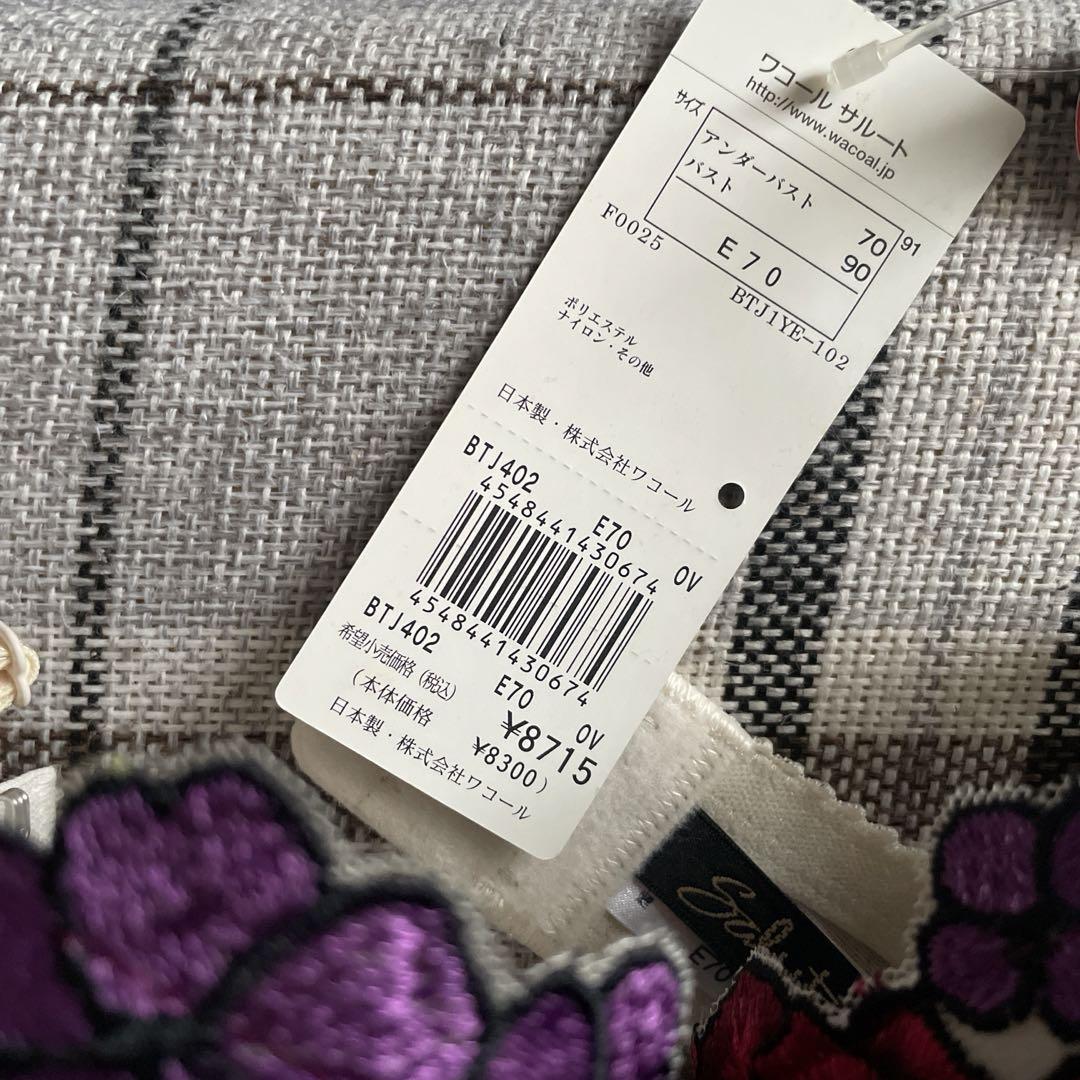 ワコール サルート
http://www.wacoal.jp
サイズ
アンダーバスト 70
バスト 90
91
E70
F0025 BTJ1YE-102
ポリエステル
ナイロン・その他
日本製・株式会社ワコール
BTJ402 E70 OV
4548441430674
4548441430674
BTJ402 E70 OV
希望小売価格(税込) ¥8715
(本体価格 ¥8300)
日本製・株式会社ワコール
Salute
E70